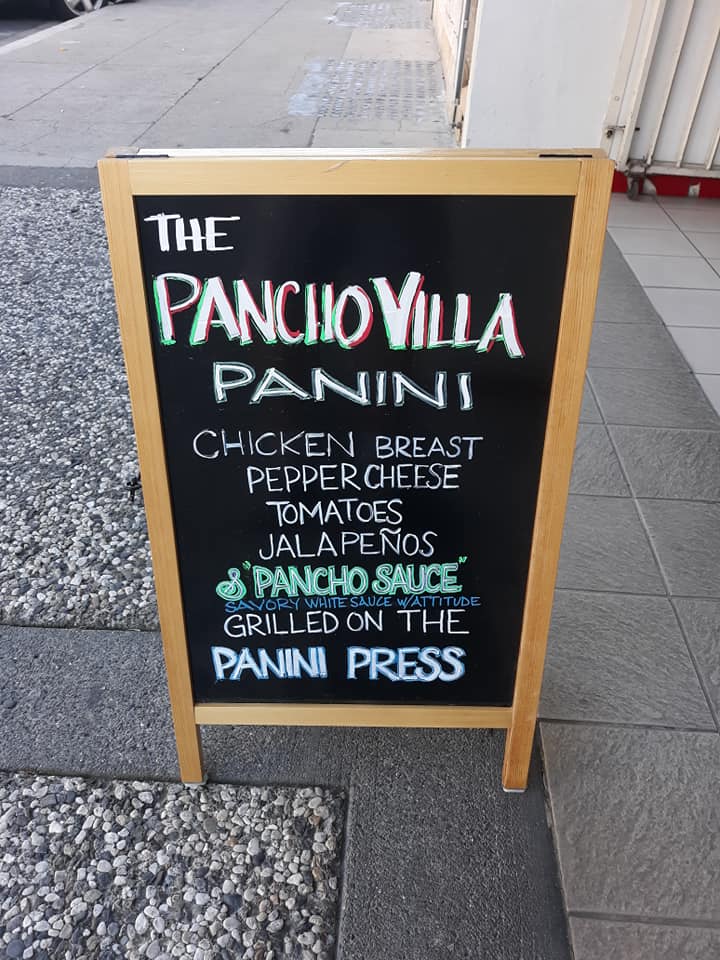 THE
PANCHO VILLA
PANINI
CHICKEN BREAST
PEPPER CHEESE
TOMATOES
JALAPEÑOS
& "PANCHO SAUCE"
SAVORY WHITE SAUCE W/ATTITUDE
GRILLED ON THE
PANINI PRESS